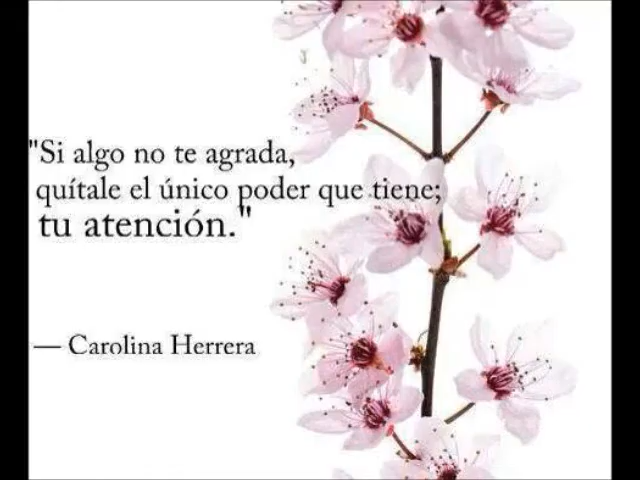 "Si algo no te agrada,
quítale el único poder que tiene;
tu atención."
— Carolina Herrera